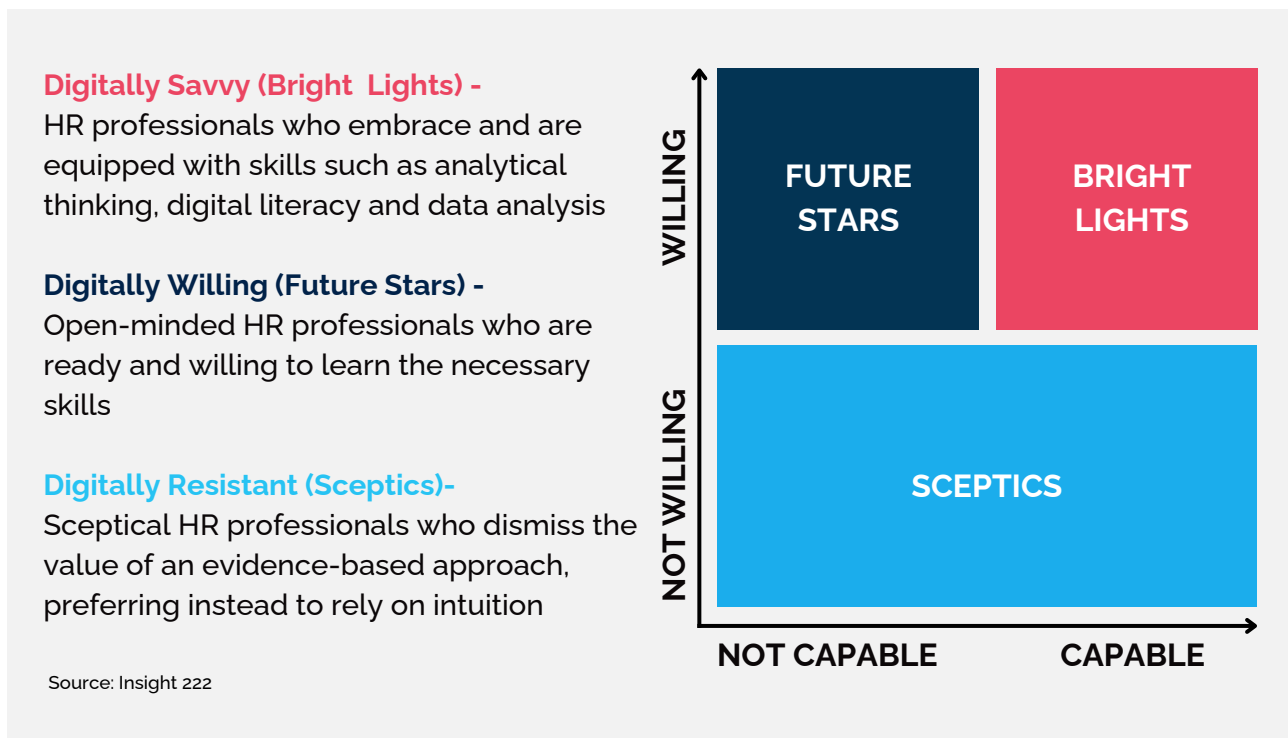 Digitally Savvy (Bright  Lights) -
HR professionals who embrace and are
equipped with skills such as analytical
thinking, digital literacy and data analysis
Digitally Willing (Future Stars) -
Open-minded HR professionals who are
ready and willing to learn the necessary
skills
Digitally Resistant (Sceptics)-
Sceptical HR professionals who dismiss the
value of an evidence-based approach,
preferring instead to rely on intuition
Source: Insight 222
WILLING
NOT WILLING
FUTURE
STARS
BRIGHT
LIGHTS
SCEPTICS
NOT CAPABLE
CAPABLE